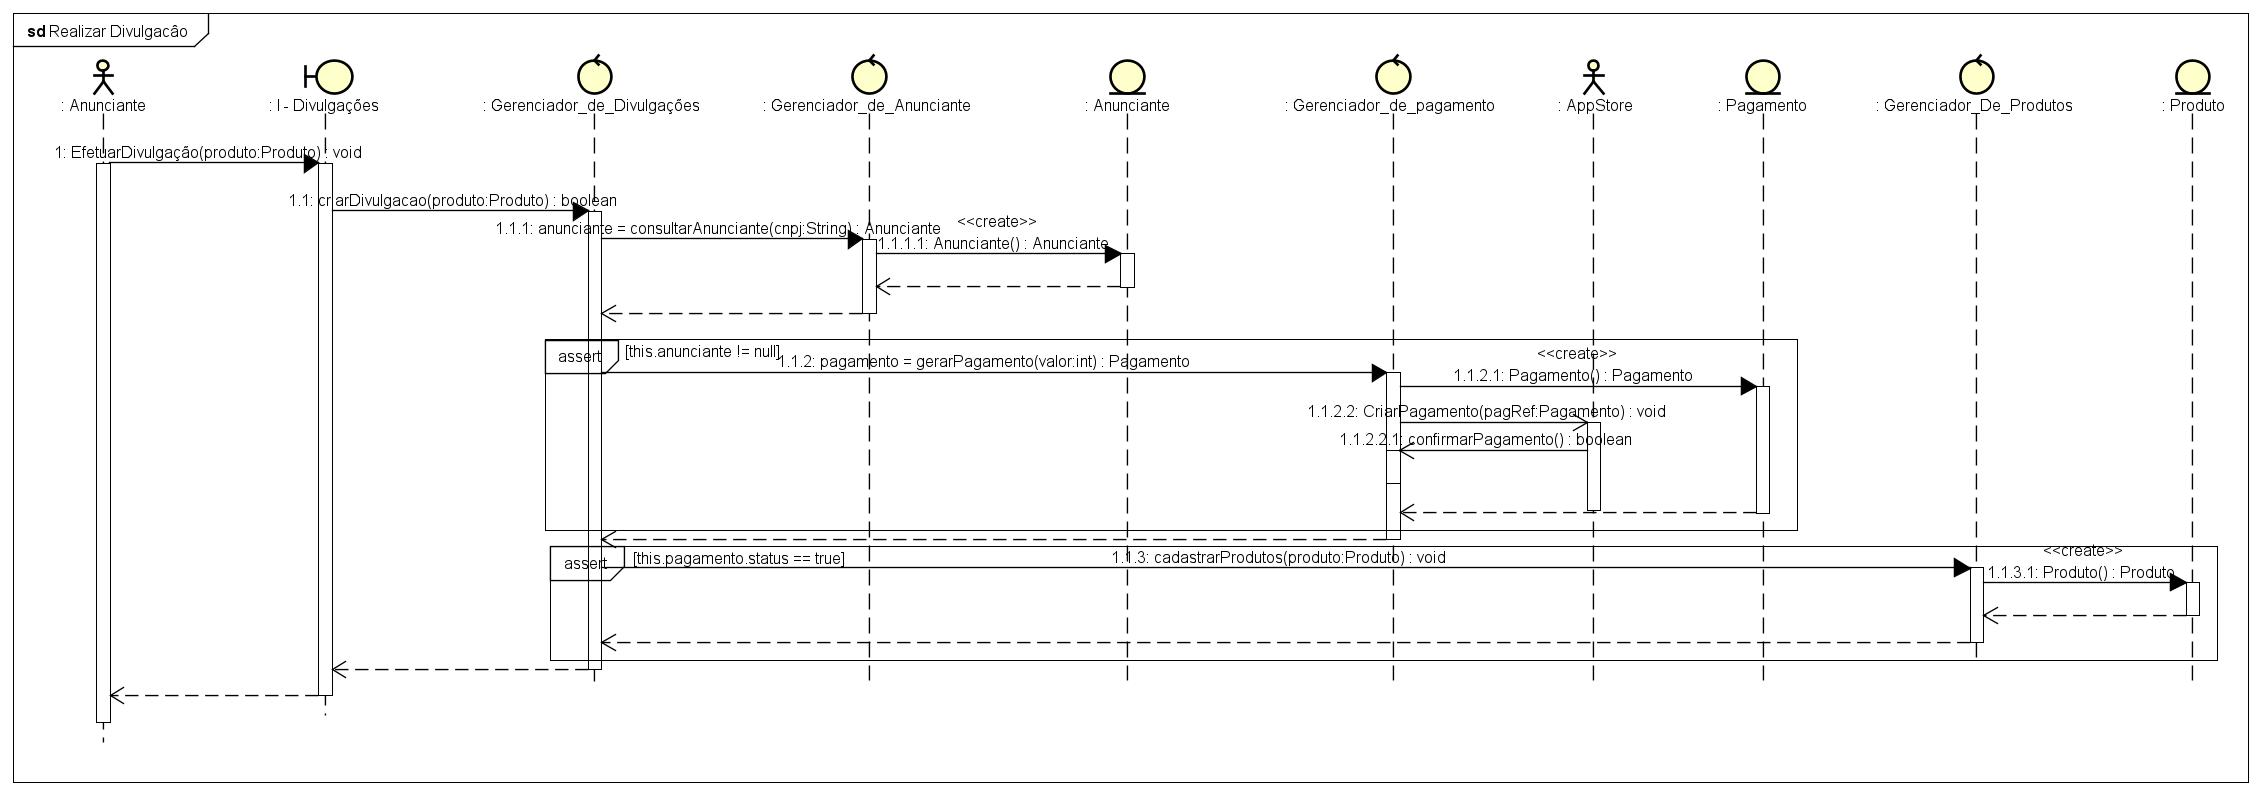 sd Realizar Divulgacâo
: Anunciante
: I - Divulgações
: Gerenciador_de_Divulgações
: Gerenciador_de_Anunciante
: Anunciante
: Gerenciador_de_pagamento
: AppStore
: Pagamento
: Gerenciador_De_Produtos
: Produto
1: EfetuarDivulgação(produto:Produto) : void
1.1: criarDivulgacao(produto:Produto) : boolean
1.1.1: anunciante = consultarAnunciante(cnpj:String) : Anunciante
<<create>>
1.1.1.1: Anunciante() : Anunciante
assert
[this.anunciante != null]
1.1.2: pagamento = gerarPagamento(valor:int) : Pagamento
<<create>>
1.1.2.1: Pagamento() : Pagamento
1.1.2.2: CriarPagamento(pagRef:Pagamento) : void
1.1.2.2.1: confirmarPagamento() : boolean
assert
[this.pagamento.status == true]
1.1.3: cadastrarProdutos(produto:Produto) : void
<<create>>
1.1.3.1: Produto() : Produto